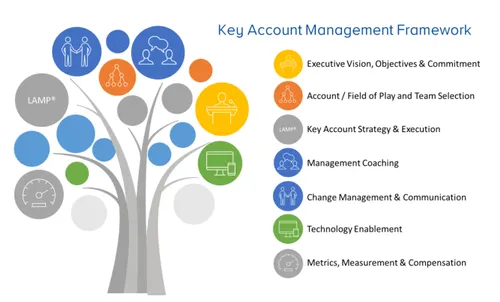 Key Account Management Framework
Executive Vision, Objectives & Commitment
Account / Field of Play and Team Selection
LAMP®
LAMP®
Key Account Strategy & Execution
Management Coaching
Change Management & Communication
Technology Enablement
Metrics, Measurement & Compensation